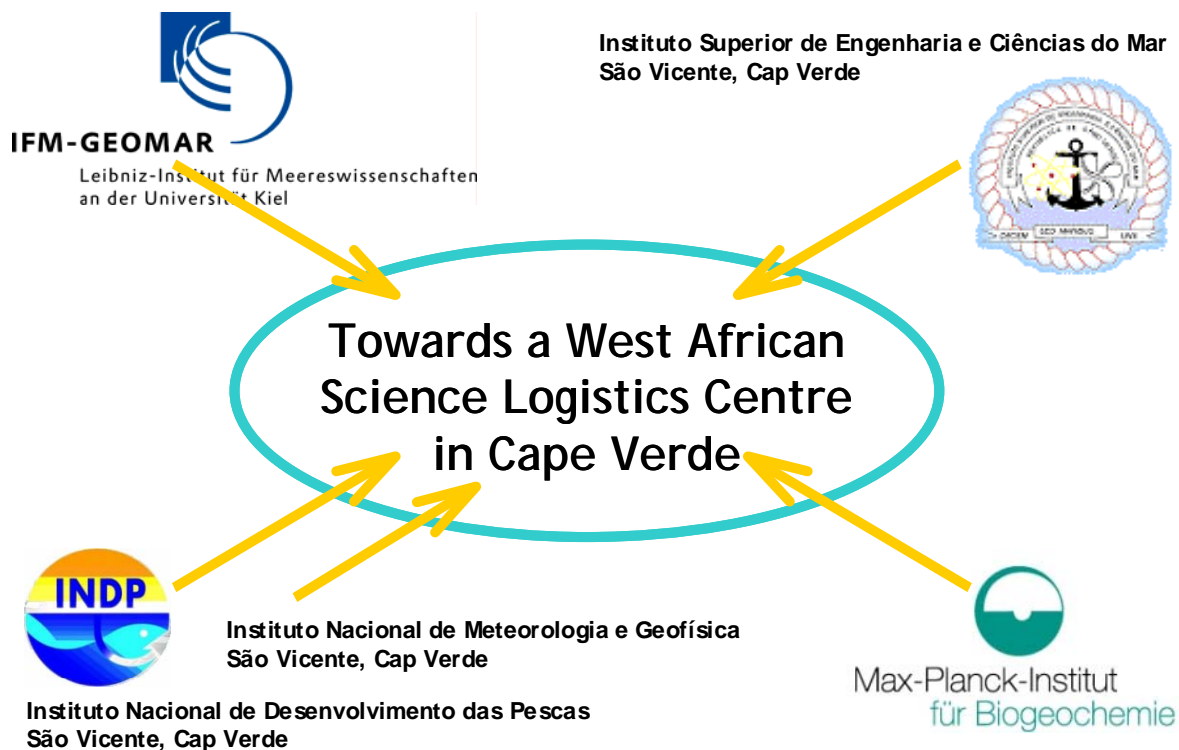 Instituto Superior de Engenharia e Ciências do Mar
São Vicente, Cap Verde
IFM-GEOMAR
Leibniz-Institut für Meereswissenschaften
an der Universität Kiel
Towards a West African
Science Logistics Centre
in Cape Verde
INDP
Instituto Nacional de Meteorologia e Geofísica
São Vicente, Cap Verde
Instituto Nacional de Desenvolvimento das Pescas
São Vicente, Cap Verde
Max-Planck-Institut
für Biogeochemie